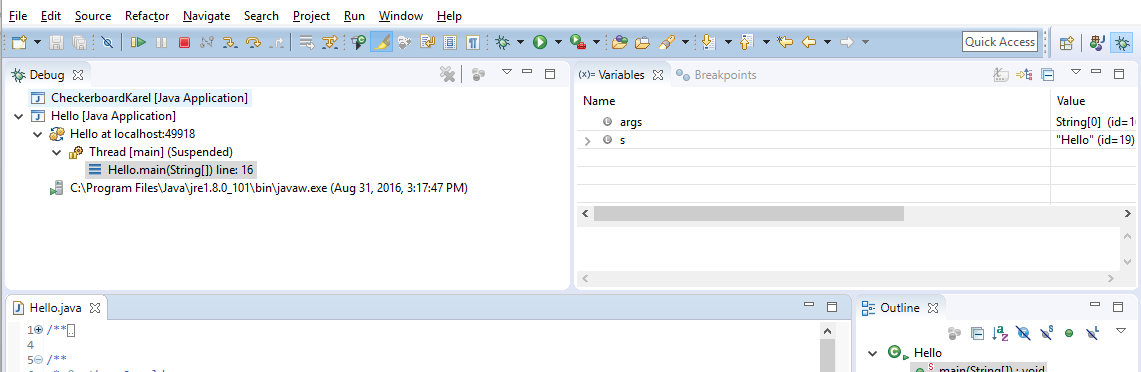 File Edit Source Refactor Navigate Search Project Run Window Help
Quick Access
Debug
CheckerboardKarel [Java Application]
Hello [Java Application]
Hello at localhost:49918
Thread [main] (Suspended)
Hello.main(String[]) line: 16
C:\Program Files\Java\jre1.8.0_101\bin\javaw.exe (Aug 31, 2016, 3:17:47 PM)
(x)= Variables Breakpoints
Name Value
args String[0] (id=1
s "Hello" (id=19)
Hello.java
1 /**
4
5 /**
Outline
Hello
main(String[]) : void